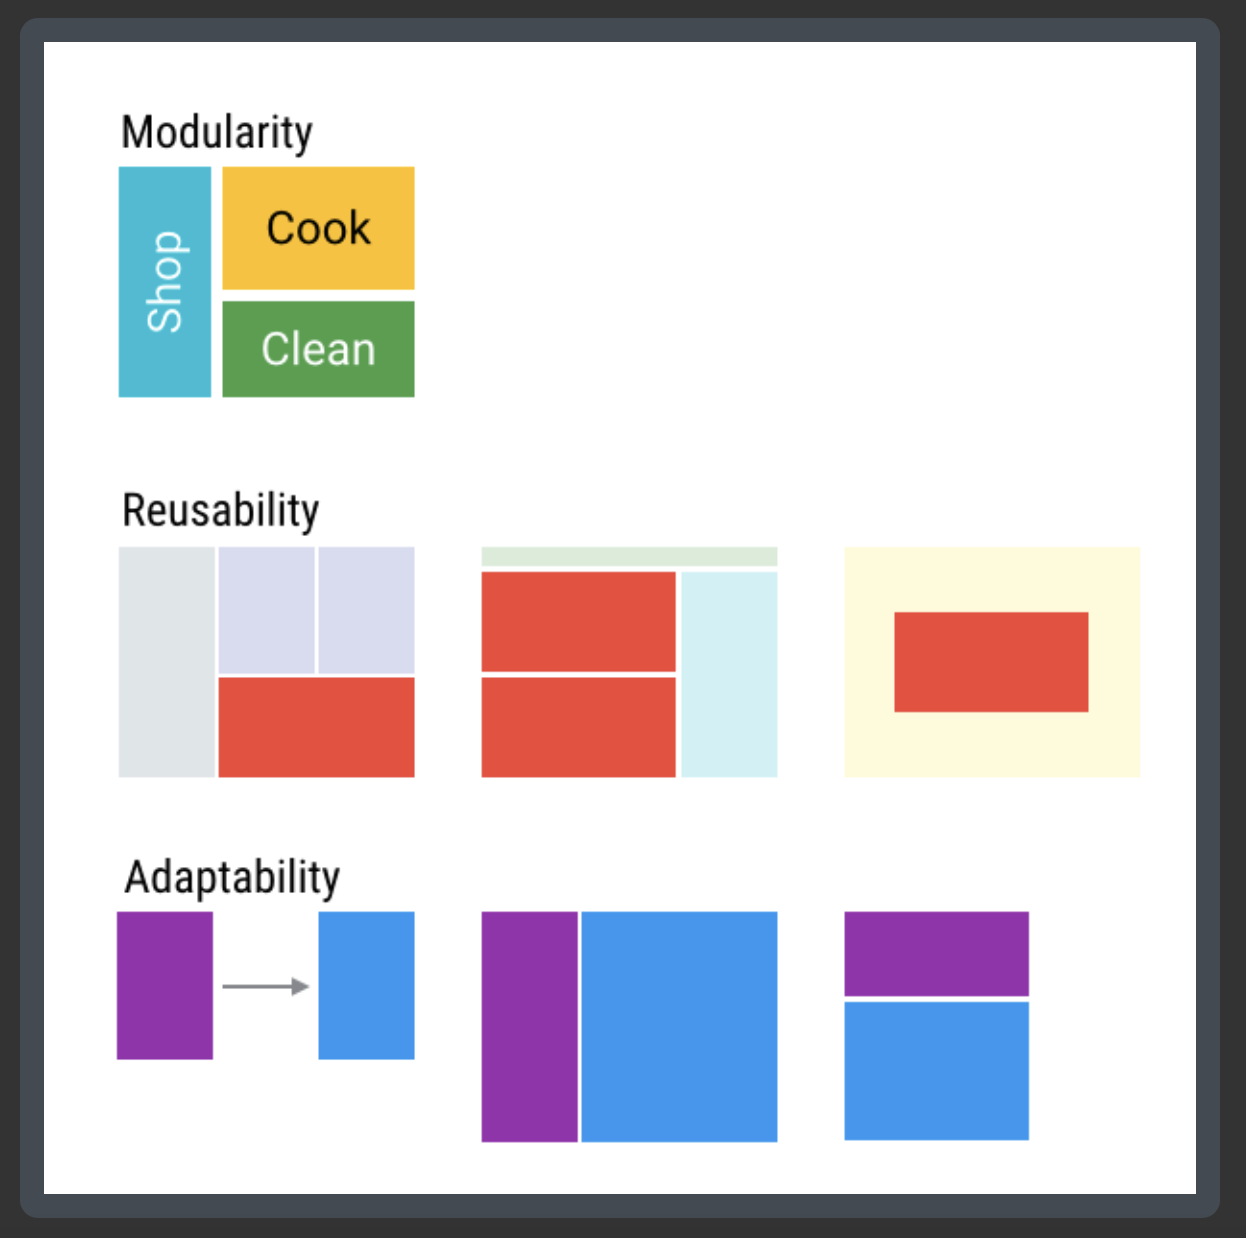 Modularity
Shop
Cook
Clean
Reusability
Adaptability